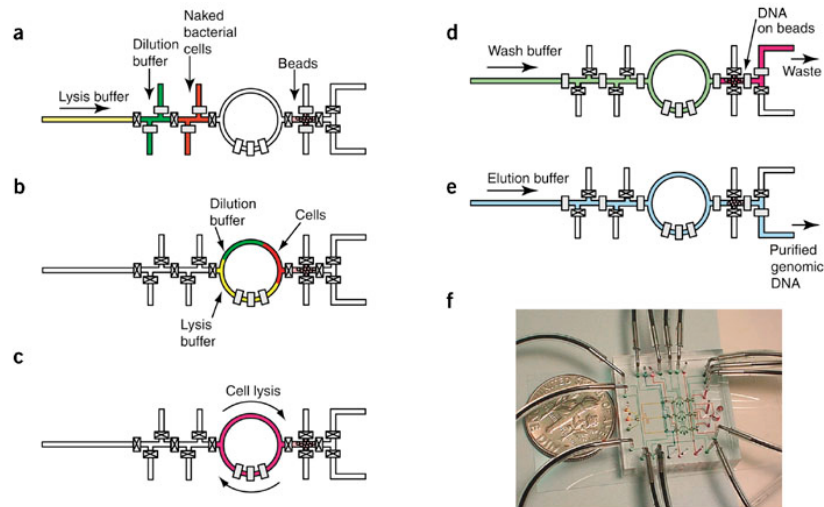 a
Naked
bacterial
cells
Dilution
buffer
Beads
Lysis buffer
b
Dilution
buffer
Cells
Lysis
buffer
c
Cell lysis
d
DNA
on beads
Wash buffer
Waste
e
Elution buffer
Purified
genomic
DNA
f